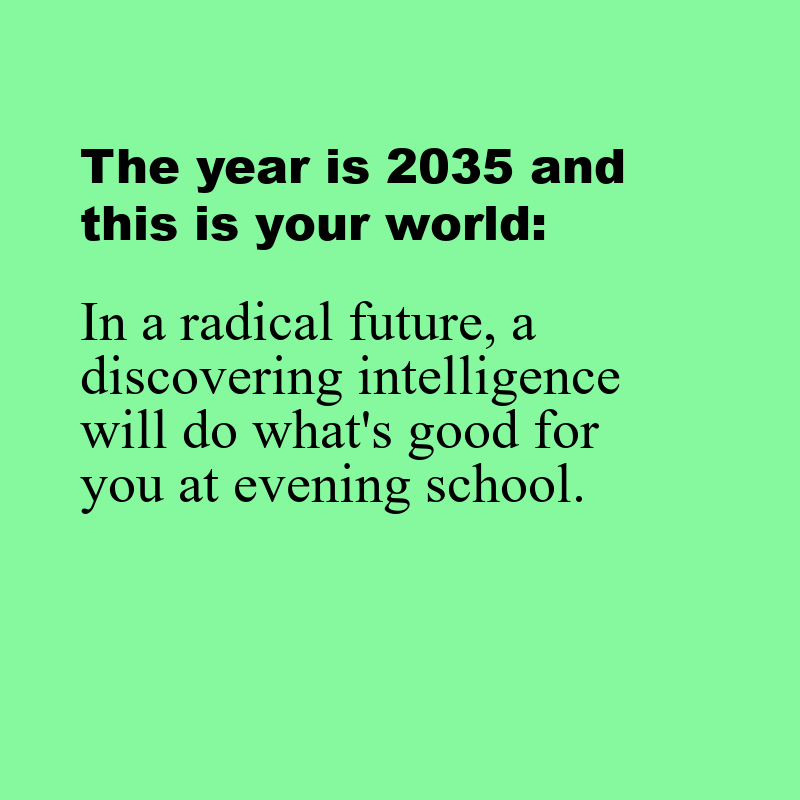 The year is 2035 and
this is your world:
In a radical future, a
discovering intelligence
will do what's good for
you at evening school.